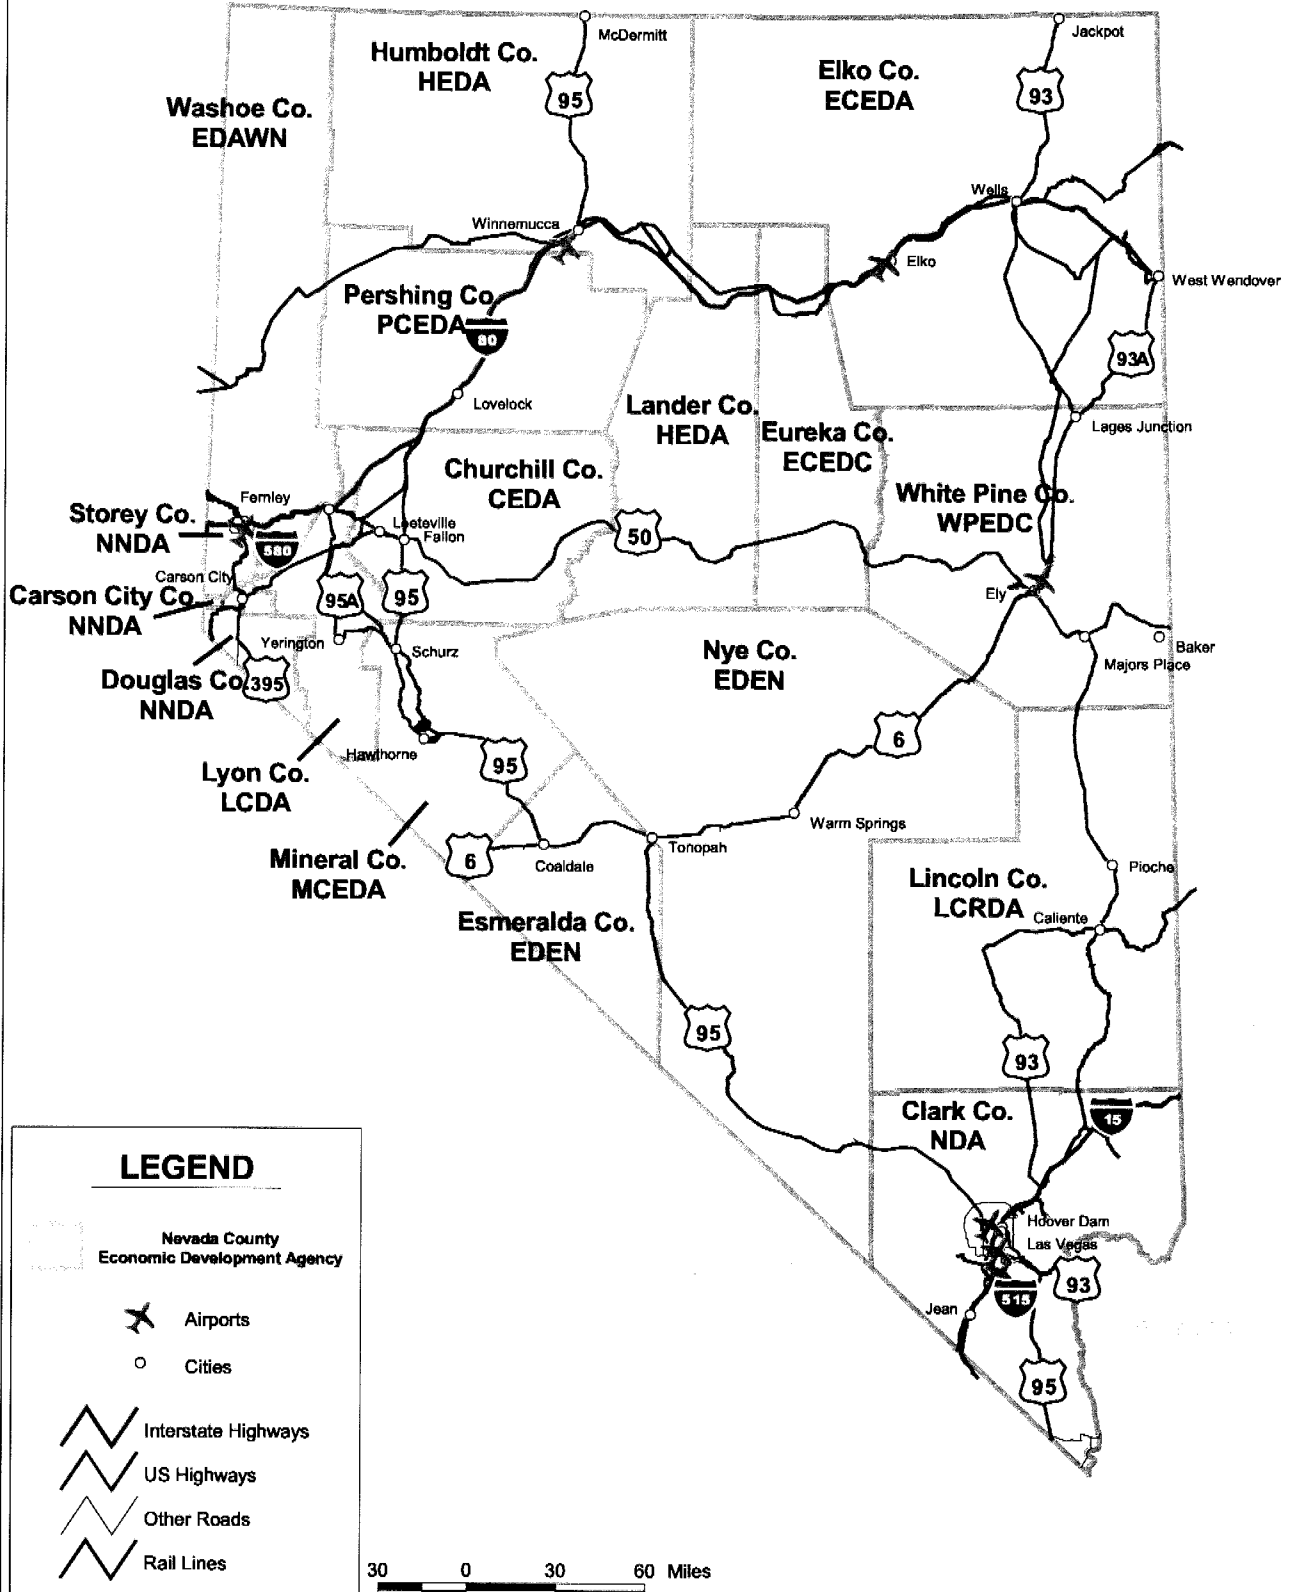 McDermitt
Jackpot
Humboldt Co.
HEDA
95
Elko Co.
ECEDA
93
Washoe Co.
EDAWN
Wells
Winnemucca
Elko
West Wendover
Pershing Co.
PCEDA
80
93A
Lovelock
Lander Co.
HEDA
Eureka Co.
ECEDC
Lages Junction
Churchill Co.
CEDA
White Pine Co.
WPEDC
Fernley
Storey Co.
NNDA
Leeteville
Fallon
50
580
Carson City
Carson City Co.
NNDA
95A
95
Ely
Yerington
Schurz
Nye Co.
EDEN
Baker
Majors Place
Douglas Co.
NNDA
395
6
Hawthorne
95
Lyon Co.
LCDA
Warm Springs
Tonopah
Mineral Co.
MCEDA
6
Coaldale
Pioche
Lincoln Co.
LCRDA
Caliente
Esmeralda Co.
EDEN
95
93
Clark Co.
NDA
15
LEGEND
Nevada County
Economic Development Agency
Airports
Cities
Interstate Highways
US Highways
Other Roads
Rail Lines
Hoover Dam
Las Vegas
93
515
Jean
95
30 0 30 60 Miles